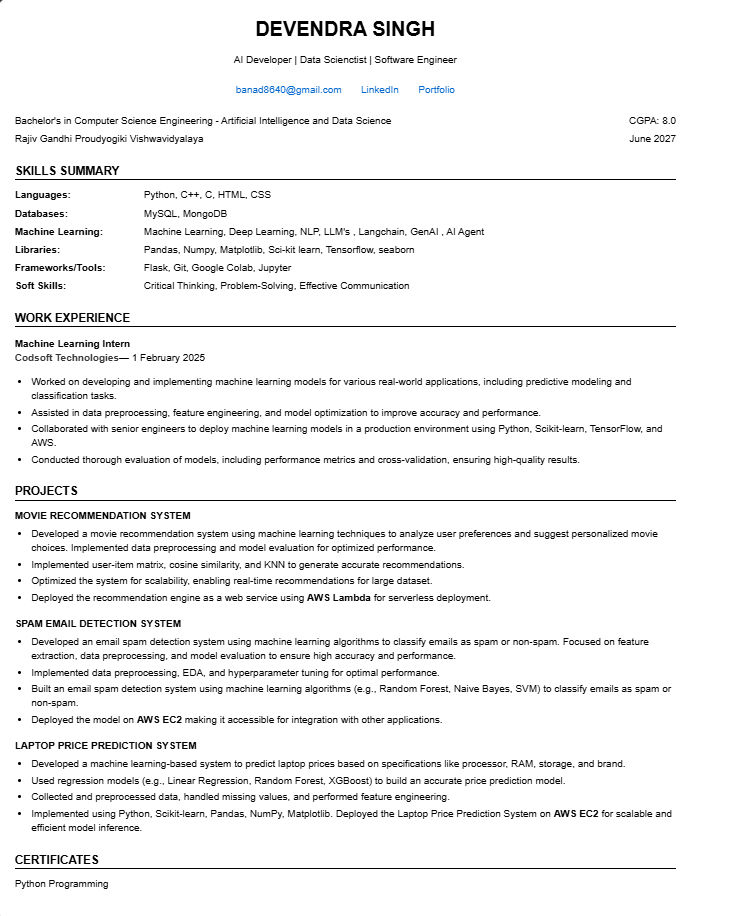 DEVENDRA SINGH
AI Developer | Data Scienctist | Software Engineer
banad8640@gmail.com LinkedIn Portfolio
Bachelor's in Computer Science Engineering - Artificial Intelligence and Data Science CGPA: 8.0
Rajiv Gandhi Proudyogiki Vishwavidyalaya June 2027
SKILLS SUMMARY
Languages: Python, C++, C, HTML, CSS
Databases: MySQL, MongoDB
Machine Learning: Machine Learning, Deep Learning, NLP, LLM's , Langchain, GenAI , AI Agent
Libraries: Pandas, Numpy, Matplotlib, Sci-kit learn, Tensorflow, seaborn
Frameworks/Tools: Flask, Git, Google Colab, Jupyter
Soft Skills: Critical Thinking, Problem-Solving, Effective Communication
WORK EXPERIENCE
Machine Learning Intern
Codsoft Technologies— 1 February 2025
• Worked on developing and implementing machine learning models for various real-world applications, including predictive modeling and
classification tasks.
• Assisted in data preprocessing, feature engineering, and model optimization to improve accuracy and performance.
• Collaborated with senior engineers to deploy machine learning models in a production environment using Python, Scikit-learn, TensorFlow, and
AWS.
• Conducted thorough evaluation of models, including performance metrics and cross-validation, ensuring high-quality results.
PROJECTS
MOVIE RECOMMENDATION SYSTEM
• Developed a movie recommendation system using machine learning techniques to analyze user preferences and suggest personalized movie
choices. Implemented data preprocessing and model evaluation for optimized performance.
• Implemented user-item matrix, cosine similarity, and KNN to generate accurate recommendations.
• Optimized the system for scalability, enabling real-time recommendations for large dataset.
• Deployed the recommendation engine as a web service using AWS Lambda for serverless deployment.
SPAM EMAIL DETECTION SYSTEM
• Developed an email spam detection system using machine learning algorithms to classify emails as spam or non-spam. Focused on feature
extraction, data preprocessing, and model evaluation to ensure high accuracy and performance.
• Implemented data preprocessing, EDA, and hyperparameter tuning for optimal performance.
• Built an email spam detection system using machine learning algorithms (e.g., Random Forest, Naive Bayes, SVM) to classify emails as spam or
non-spam.
• Deployed the model on AWS EC2 making it accessible for integration with other applications.
LAPTOP PRICE PREDICTION SYSTEM
• Developed a machine learning-based system to predict laptop prices based on specifications like processor, RAM, storage, and brand.
• Used regression models (e.g., Linear Regression, Random Forest, XGBoost) to build an accurate price prediction model.
• Collected and preprocessed data, handled missing values, and performed feature engineering.
• Implemented using Python, Scikit-learn, Pandas, NumPy, Matplotlib. Deployed the Laptop Price Prediction System on AWS EC2 for scalable and
efficient model inference.
CERTIFICATES
Python Programming